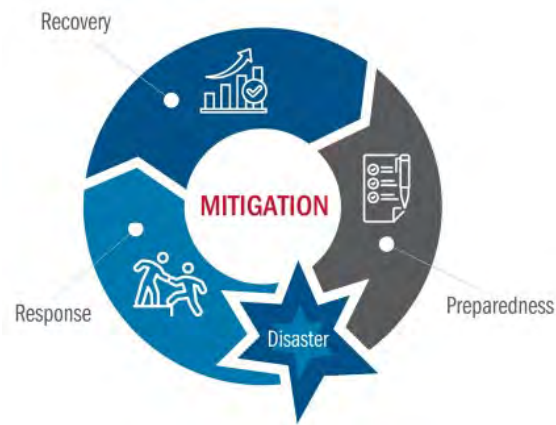 Recovery
MITIGATION
Response
Preparedness
Disaster